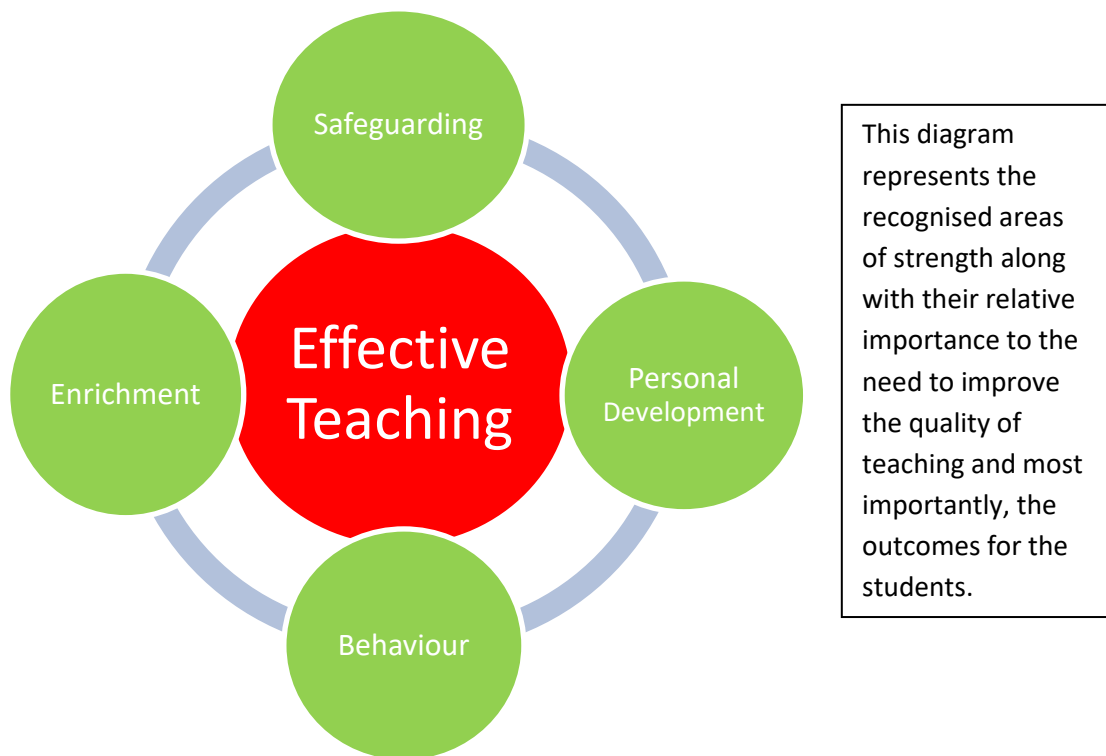 Safeguarding
Enrichment
Effective
Teaching
Personal
Development
Behaviour
This diagram
represents the
recognised areas
of strength along
with their relative
importance to the
need to improve
the quality of
teaching and most
importantly, the
outcomes for the
students.